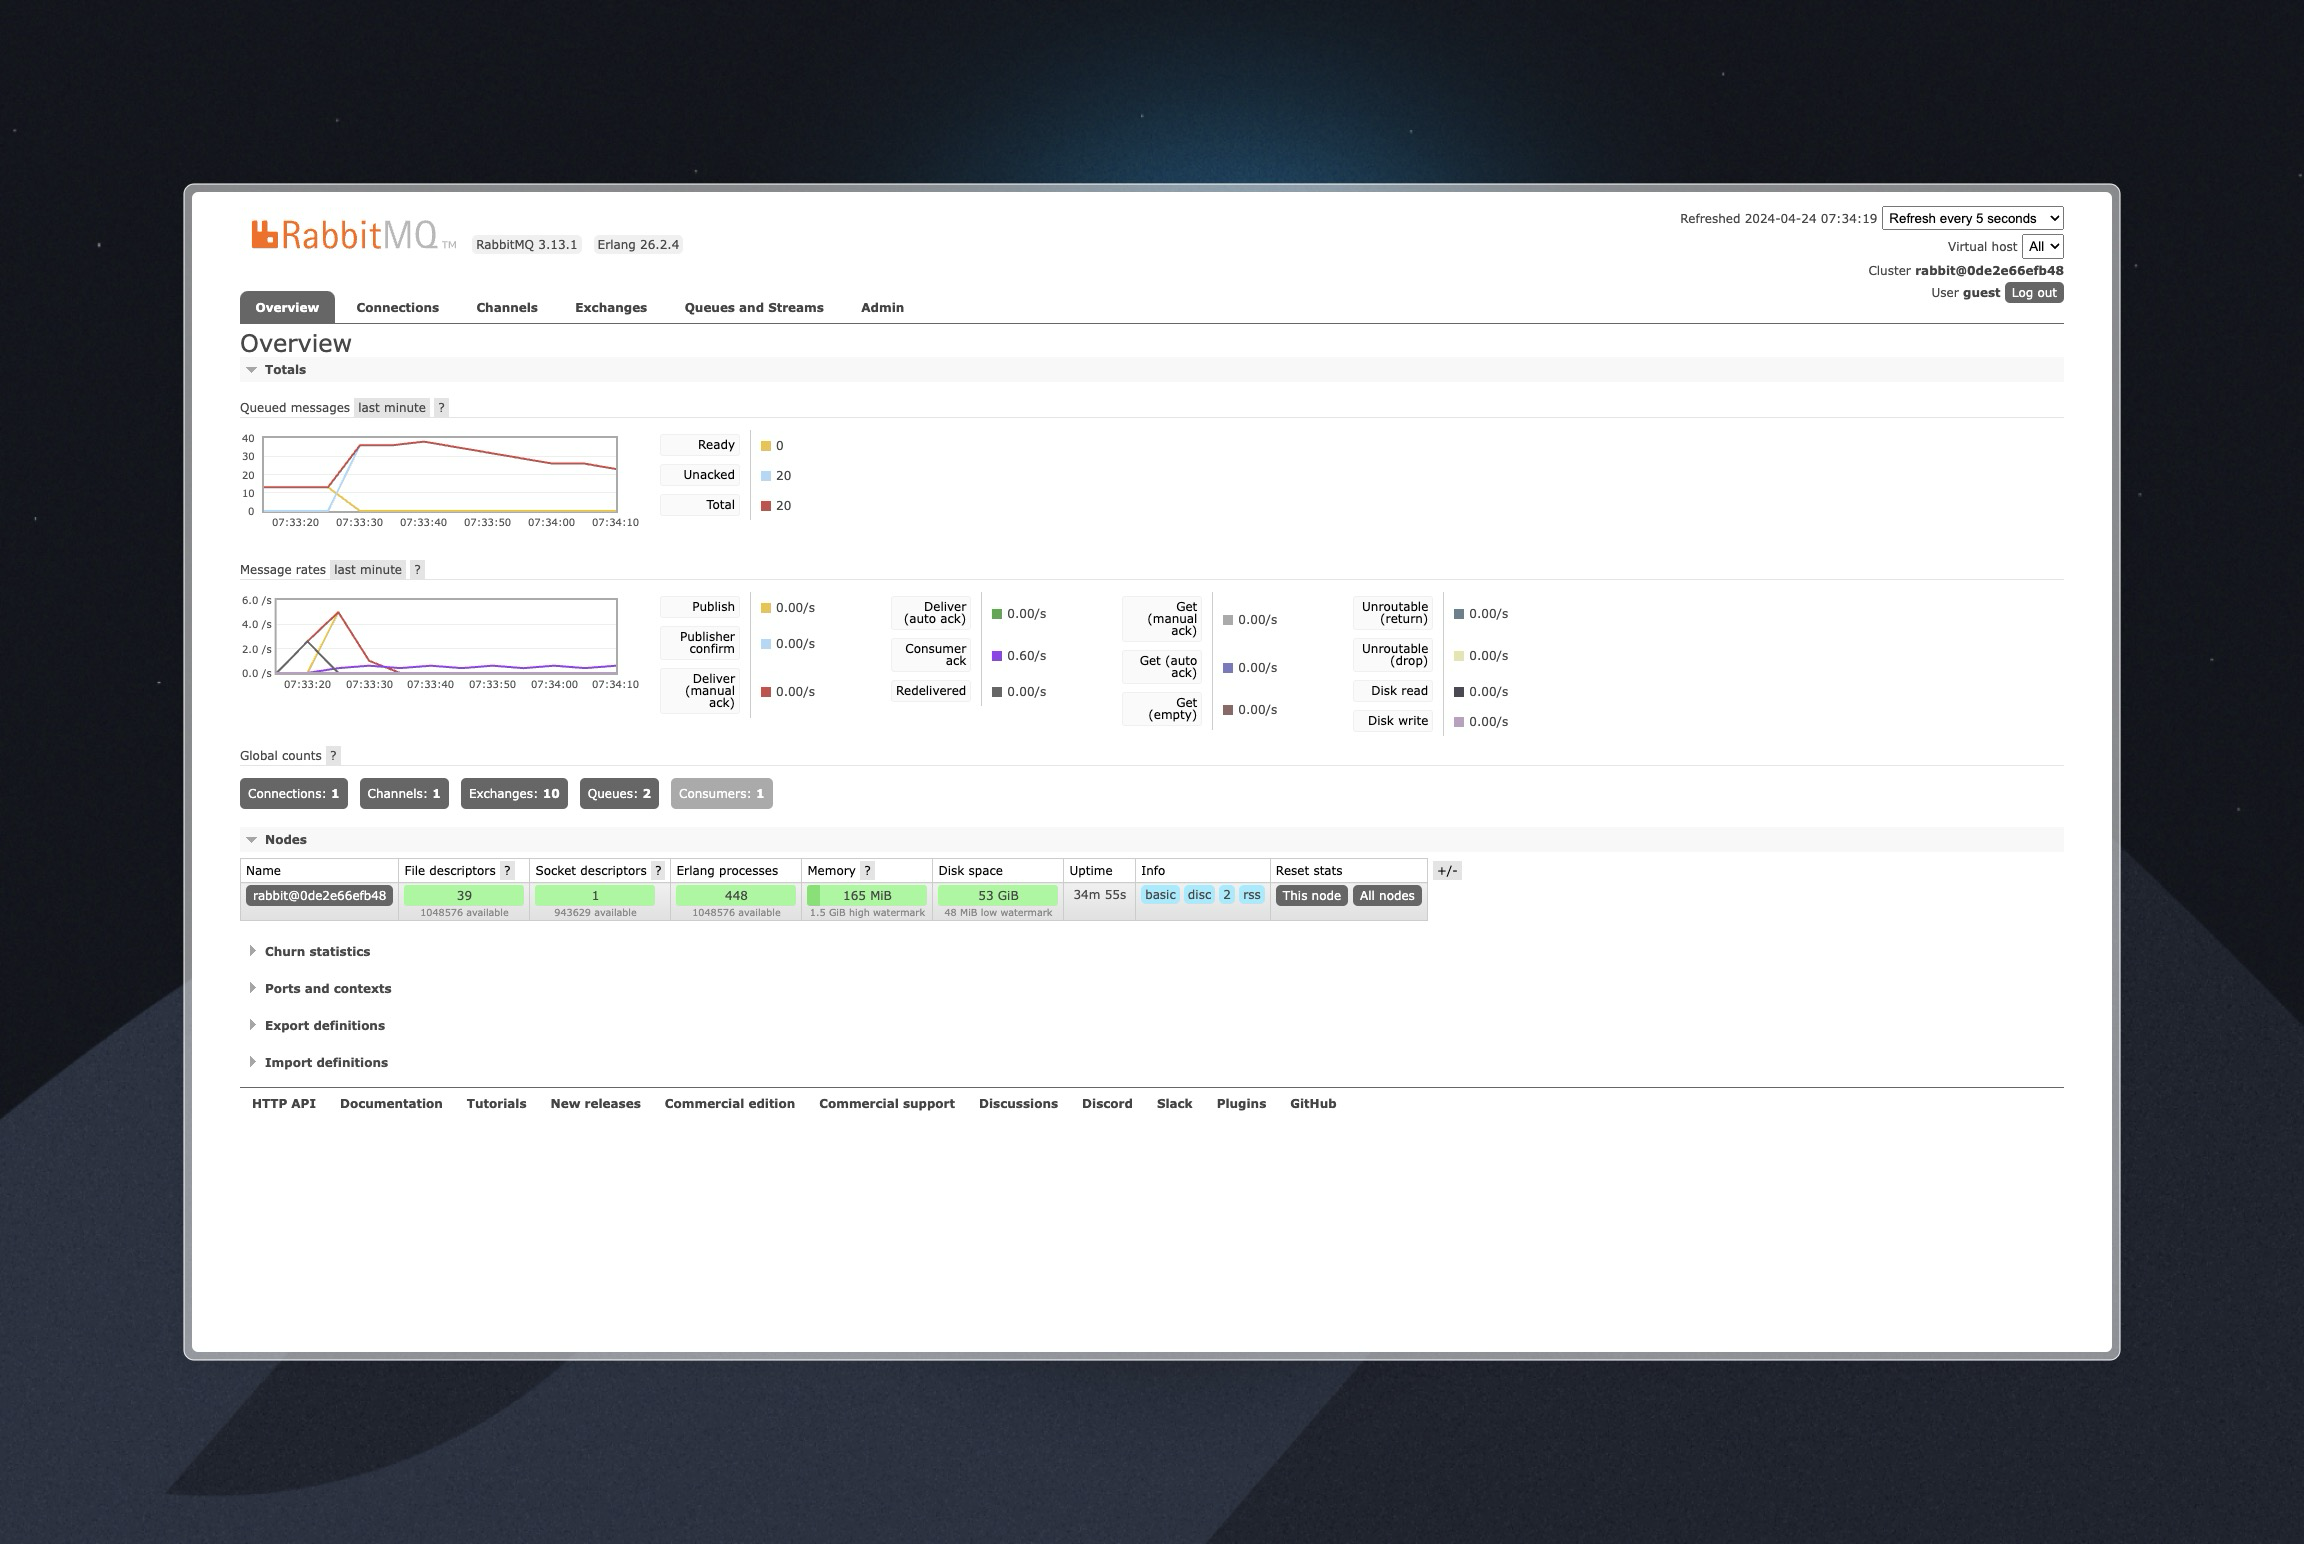 RabbitMQ TM RabbitMQ 3.13.1 Erlang 26.2.4
Refreshed 2024-04-24 07:34:19 Refresh every 5 seconds
Virtual host All
Cluster rabbit@0de2e66efb48
User guest Log out
Overview Connections Channels Exchanges Queues and Streams Admin
Overview
Totals
Queued messages last minute ?
40
30
20
10
0
07:33:20 07:33:30 07:33:40 07:33:50 07:34:00 07:34:10
Ready 0
Unacked 20
Total 20
Message rates last minute ?
6.0 /s
4.0 /s
2.0 /s
0.0 /s
07:33:20 07:33:30 07:33:40 07:33:50 07:34:00 07:34:10
Publish 0.00/s
Publisher
confirm 0.00/s
Deliver
(manual
ack) 0.00/s
Deliver
(auto ack) 0.00/s
Consumer
ack 0.60/s
Redelivered 0.00/s
Get
(manual
ack) 0.00/s
Get (auto
ack) 0.00/s
Get
(empty) 0.00/s
Unroutable
(return) 0.00/s
Unroutable
(drop) 0.00/s
Disk read 0.00/s
Disk write 0.00/s
Global counts ?
Connections: 1 Channels: 1 Exchanges: 10 Queues: 2 Consumers: 1
Nodes
Name File descriptors ? Socket descriptors ? Erlang processes Memory ? Disk space Uptime Info Reset stats +/-
rabbit@0de2e66efb48 39 1 448 165 MiB 53 GiB 34m 55s basic disc 2 rss This node All nodes
1048576 available 943629 available 1048576 available 1.5 GiB high watermark 48 MiB low watermark
Churn statistics
Ports and contexts
Export definitions
Import definitions
HTTP API Documentation Tutorials New releases Commercial edition Commercial support Discussions Discord Slack Plugins GitHub